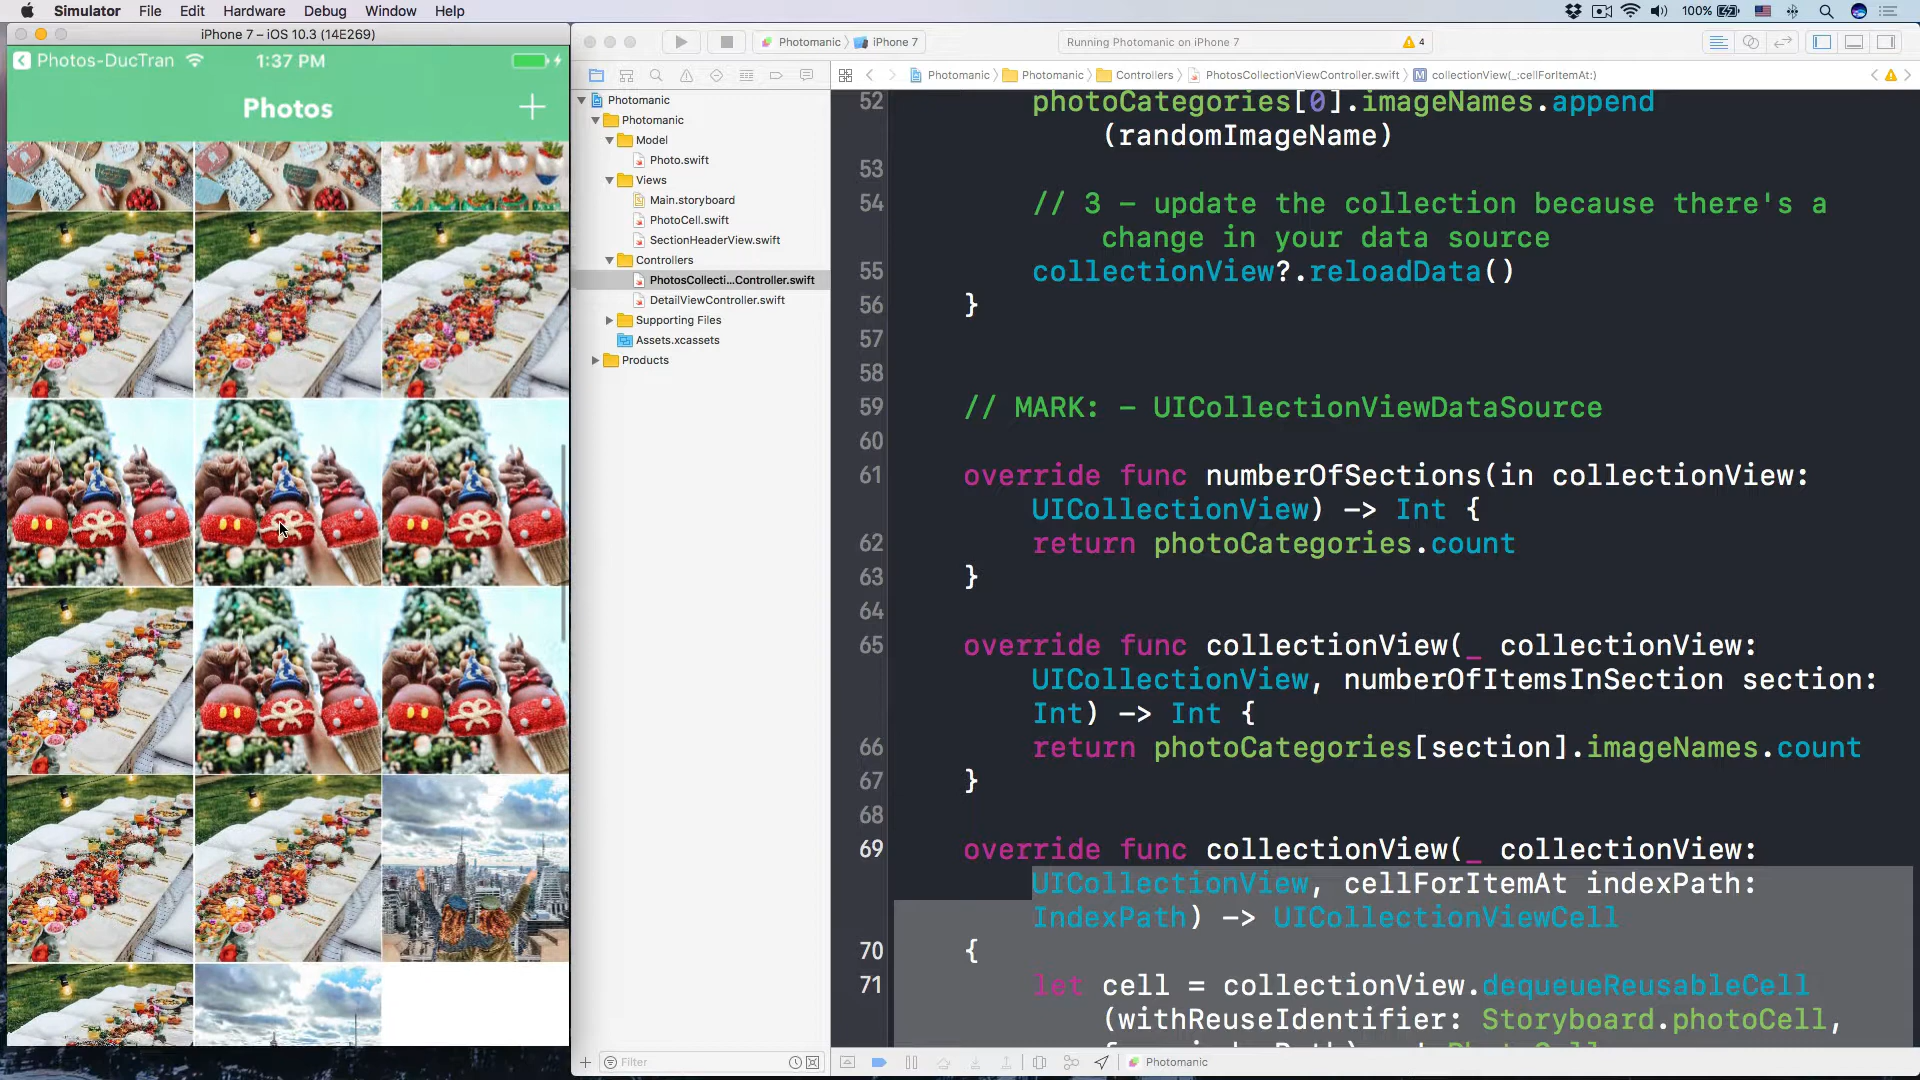 Simulator File Edit Hardware Debug Window Help
100%
iPhone 7 – iOS 10.3 (14E269)
Photos-DucTran
1:37 PM
Photos
Photomanic
iPhone 7
Running Photomanic on iPhone 7
4
Photomanic
Photomanic
Controllers
PhotosCollectionViewController.swift
M
collectionView(_:cellForItemAt:)
Photomanic
Photomanic
Model
Photo.swift
Views
Main.storyboard
PhotoCell.swift
SectionHeaderView.swift
Controllers
PhotosCollecti...Controller.swift
DetailViewController.swift
Supporting Files
Assets.xcassets
Products
52 photoCategories[0].imageNames.append
(randomImageName)
53
54 // 3 – update the collection because there's a
change in your data source
55 collectionView?.reloadData()
56 }
57
58
59 // MARK: – UICollectionViewDataSource
60
61 override func numberOfSections(in collectionView:
UICollectionView) -> Int {
62 return photoCategories.count
63 }
64
65 override func collectionView(_ collectionView:
UICollectionView, numberOfItemsInSection section:
Int) -> Int {
66 return photoCategories[section].imageNames.count
67 }
68
69 override func collectionView(_ collectionView:
UICollectionView, cellForItemAt indexPath:
IndexPath) -> UICollectionViewCell
70 {
71 let cell = collectionView.dequeueReusableCell
(withReuseIdentifier: Storyboard.photoCell,
Filter
Photomanic